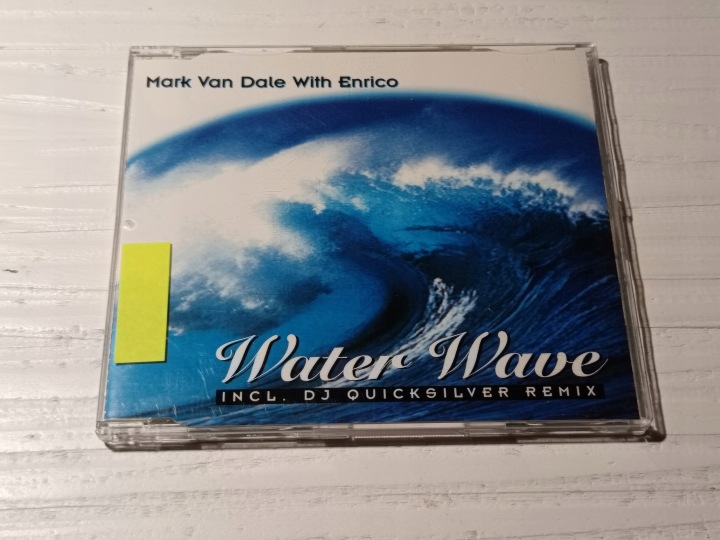 Mark Van Dale With Enrico
Water Wave
INCL. DJ QUICKSILVER REMIX